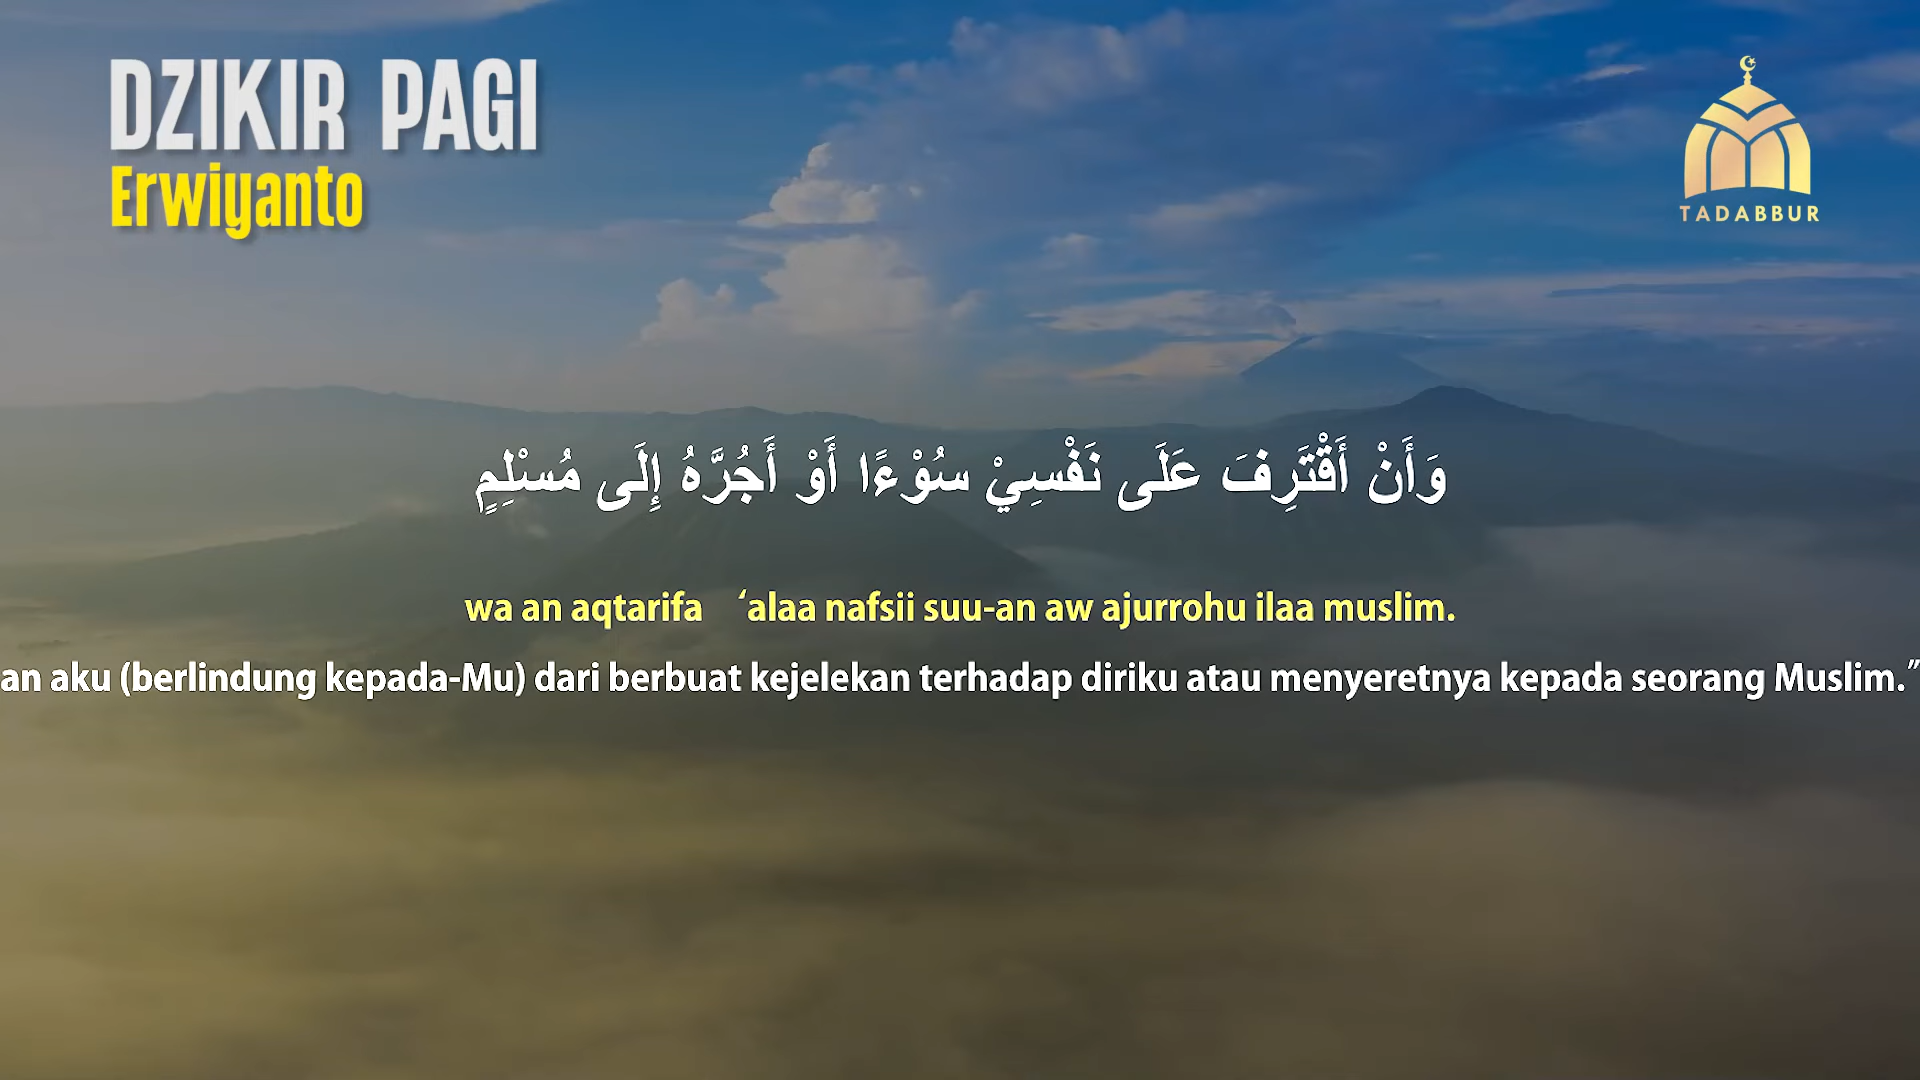 DZIKIR PAGI
Erwiyanto
TADABBUR
وَأَنْ أَقْتَرِفَ عَلَى نَفْسِيْ سُوْءًا أَوْ أَجُرَّهُ إِلَى مُسْلِمٍ
wa an aqtarifa ‘alaa nafsii suu-an aw ajurrohu ilaa muslim.
an aku (berlindung kepada-Mu) dari berbuat kejelekan terhadap diriku atau menyeretnya kepada seorang Muslim.”